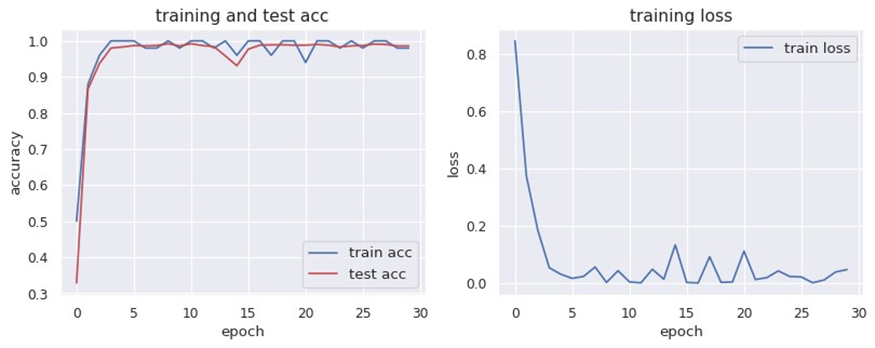 training and test acc
1.0
0.9
0.8
0.7
0.6
0.5
0.4
0.3
accuracy
train acc
test acc
0 5 10 15 20 25 30
epoch
training loss
train loss
0.8
0.6
0.4
0.2
0.0
loss
0 5 10 15 20 25 30
epoch